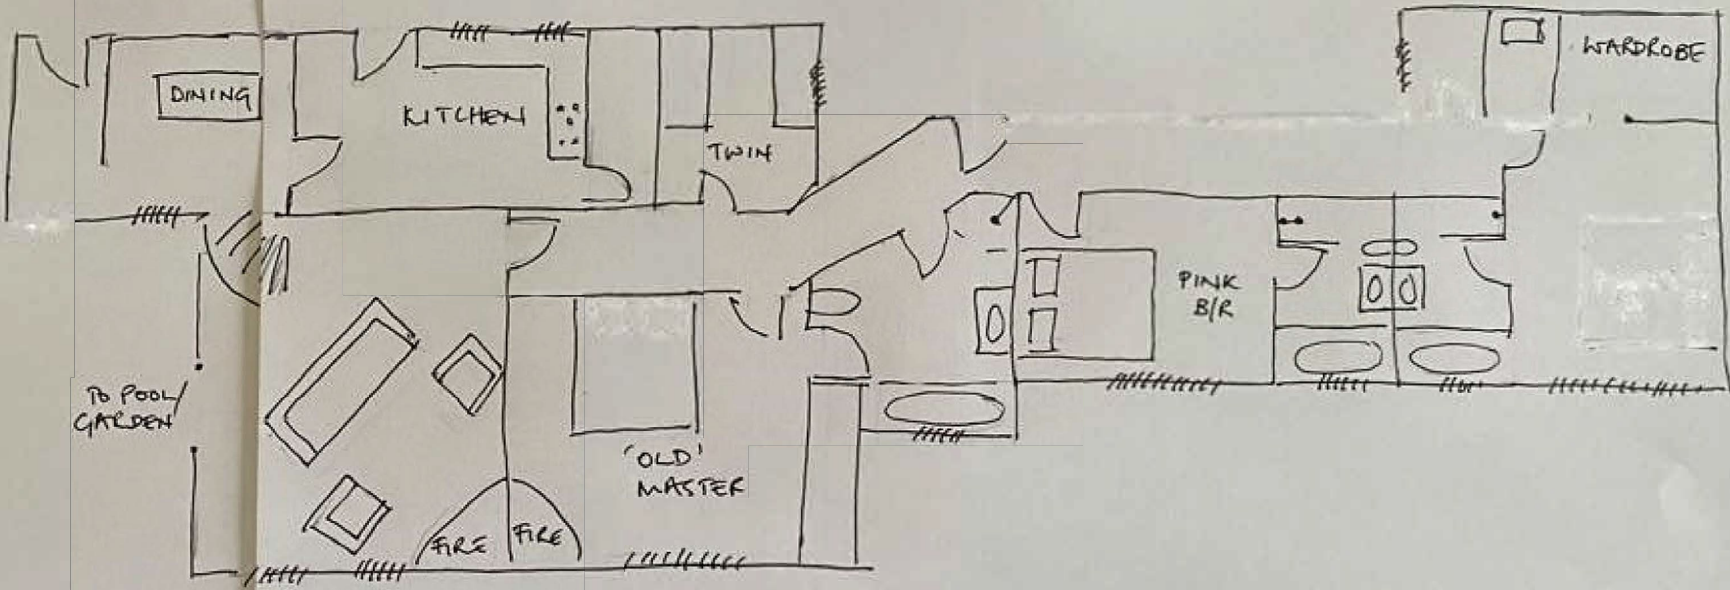 DINING
KITCHEN
TWIN
WARDROBE
PINK
B/R
TO POOL/
GARDEN
'OLD'
MASTER
FIRE
FIRE